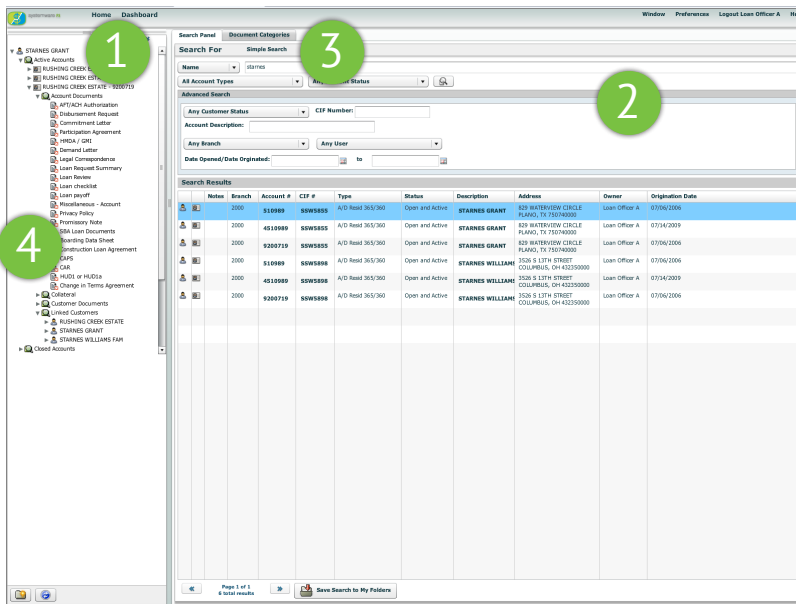 Home Dashboard
Window Preferences Logout Loan Officer A
1
2
3
4
STARNES GRANT
Active Accounts
RUSHING CREEK
RUSHING CREEK ESTATE
RUSHING CREEK ESTATE - 9200719
Account Documents
AFT/ACH Authorization
Disbursement Request
Commitment Letter
Participation Agreement
HMDA / GMI
Demand Letter
Legal Correspondence
Loan Request Summary
Loan Review
Loan checklist
Loan payoff
Miscellaneous - Account
Privacy Policy
Promissory Note
SBA Loan Documents
Boarding Data Sheet
Construction Loan Agreement
CAPS
CAR
HUD1 or HUD1a
Change in Terms Agreement
Collateral
Customer Documents
Linked Customers
RUSHING CREEK ESTATE
STARNES GRANT
STARNES WILLIAMS FAM
Closed Accounts
Search Panel Document Categories
Search For Simple Search
Name starnes
All Account Types Status
Advanced Search
Any Customer Status CIF Number:
Account Description:
Any Branch Any User
Date Opened/Date Orginated: to
Search Results
Notes Branch Account # CIF # Type Status Description Address Owner Origination Date
2000 510989 SSW5855 A/D Resid 365/360 Open and Active STARNES GRANT 829 WATERVIEW CIRCLE PLANO, TX 750740000 Loan Officer A 07/06/2006
2000 4510989 SSW5855 A/D Resid 365/360 Open and Active STARNES GRANT 829 WATERVIEW CIRCLE PLANO, TX 750740000 Loan Officer A 07/14/2009
2000 9200719 SSW5855 A/D Resid 365/360 Open and Active STARNES GRANT 829 WATERVIEW CIRCLE PLANO, TX 750740000 Loan Officer A 07/06/2006
2000 510989 SSW5898 A/D Resid 365/360 Open and Active STARNES WILLIAMS 3526 S 13TH STREET COLUMBUS, OH 432350000 Loan Officer A 07/06/2006
2000 4510989 SSW5898 A/D Resid 365/360 Open and Active STARNES WILLIAMS 3526 S 13TH STREET COLUMBUS, OH 432350000 Loan Officer A 07/14/2009
2000 9200719 SSW5898 A/D Resid 365/360 Open and Active STARNES WILLIAMS 3526 S 13TH STREET COLUMBUS, OH 432350000 Loan Officer A 07/06/2006
Page 1 of 1
6 total results
Save Search to My Folders